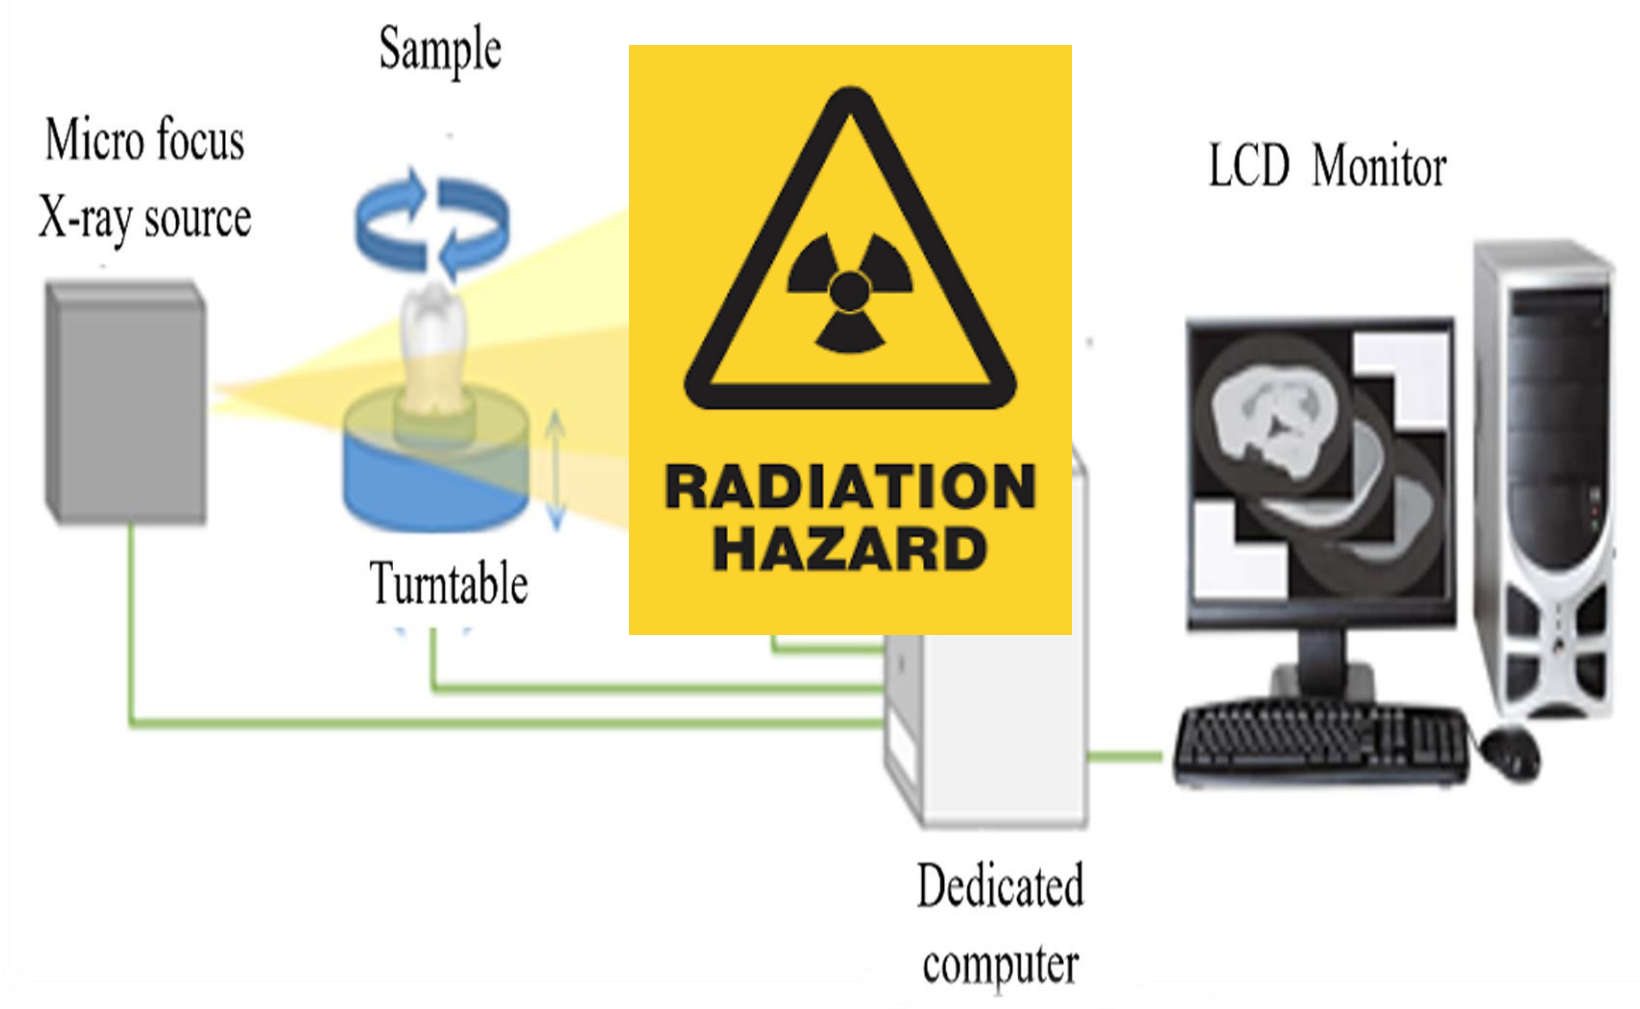 Sample
Micro focus
X-ray source
RADIATION
HAZARD
LCD Monitor
Turntable
Dedicated
computer